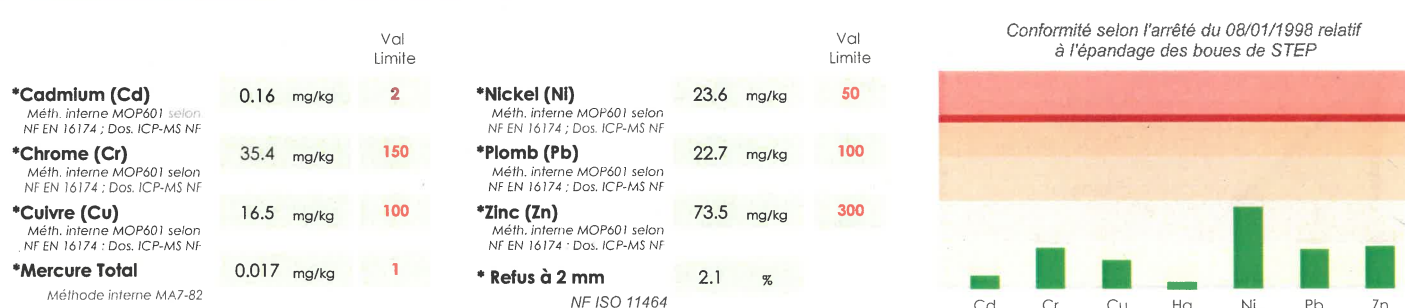 Val
Limite
*Cadmium (Cd) 0.16 mg/kg 2
Méth. interne MOP601 selon
NF EN 16174 ; Dos. ICP-MS NF
*Chrome (Cr) 35.4 mg/kg 150
Méth. interne MOP601 selon
NF EN 16174 ; Dos. ICP-MS NF
*Cuivre (Cu) 16.5 mg/kg 100
Méth. interne MOP601 selon
NF EN 16174 : Dos. ICP-MS NF
*Mercure Total 0.017 mg/kg 1
Méthode interne MA7-82
Val
Limite
*Nickel (Ni) 23.6 mg/kg 50
Méth. interne MOP601 selon
NF EN 16174 ; Dos. ICP-MS NF
*Plomb (Pb) 22.7 mg/kg 100
Méth. interne MOP601 selon
NF EN 16174 ; Dos. ICP-MS NF
*Zinc (Zn) 73.5 mg/kg 300
Méth. interne MOP601 selon
NF EN 16174 : Dos. ICP-MS NF
* Refus à 2 mm 2.1 %
NF ISO 11464
Conformité selon l'arrêté du 08/01/1998 relatif
à l'épandage des boues de STEP
Cd Cr Cu Hg Ni Pb Zn